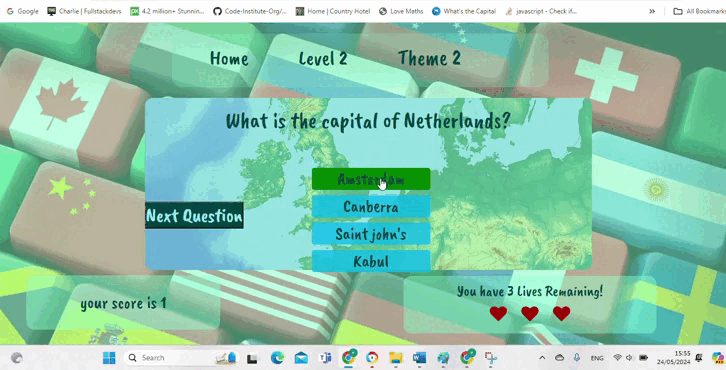 Google
Charlie | Fullstackdevs
4.2 million+ Stunnin...
Code-Institute-Org/...
Home | Country Hotel
Love Maths
What's the Capital
javascript - Check if...
»
All Bookmarks
Home
Level 2
Theme 2
What is the capital of Netherlands?
Amsterdam
Canberra
Saint john's
Kabul
Next Question
your score is 1
You have 3 Lives Remaining!
Search
ENG
15:55
24/05/2024